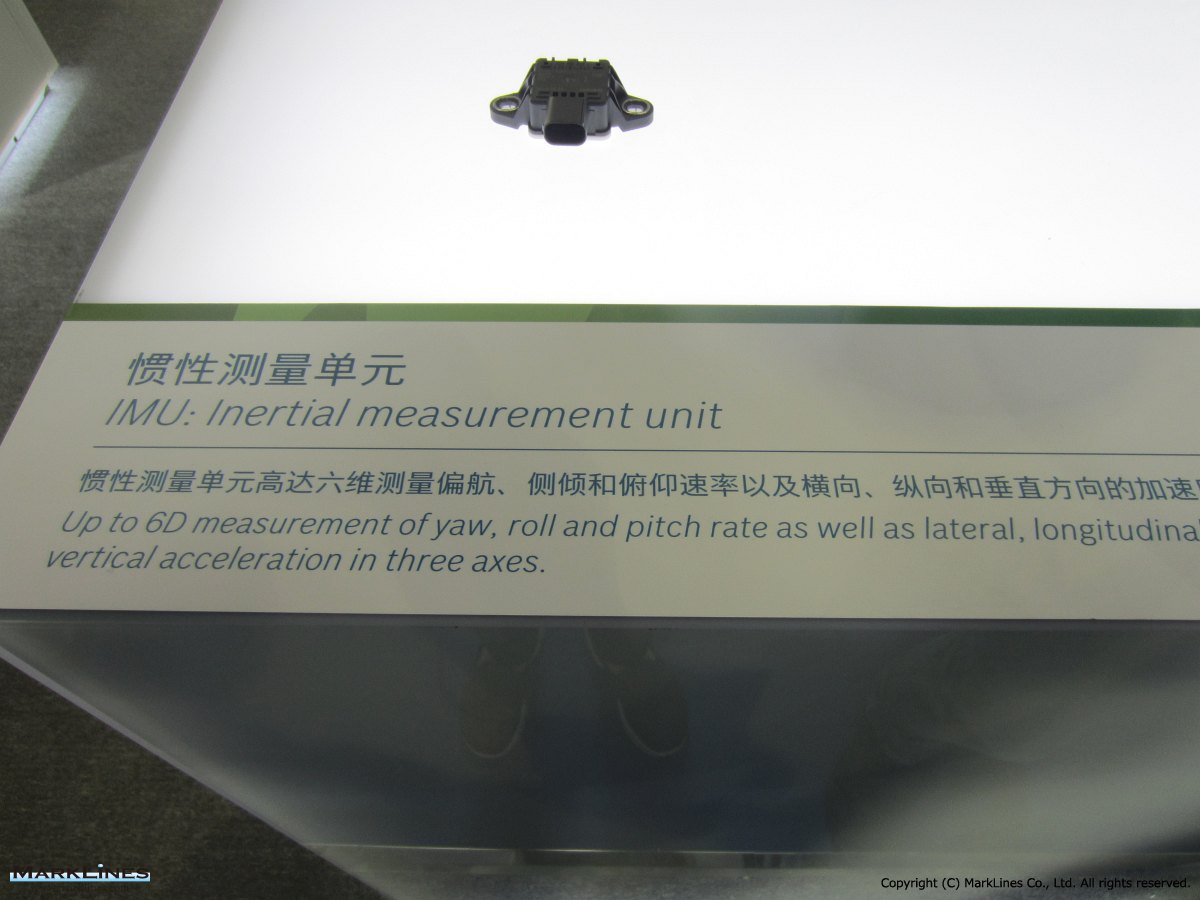 惯性测量单元
IMU: Inertial measurement unit
惯性测量单元高达六维测量偏航、侧倾和俯仰速率以及横向、纵向和垂直方向的加速
Up to 6D measurement of yaw, roll and pitch rate as well as lateral, longitudina
vertical acceleration in three axes.
MARKLINES
Copyright (C) MarkLines Co., Ltd. All rights reserved.